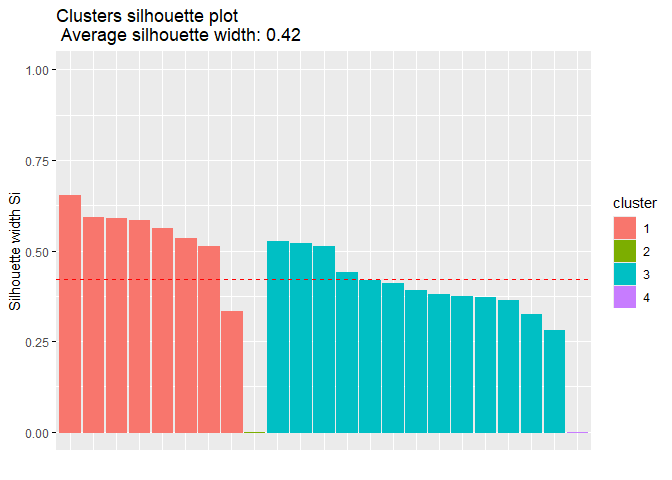 Clusters silhouette plot
Average silhouette width: 0.42
1.00
0.75
0.50
0.25
0.00
Silhouette width Si
cluster
1
2
3
4